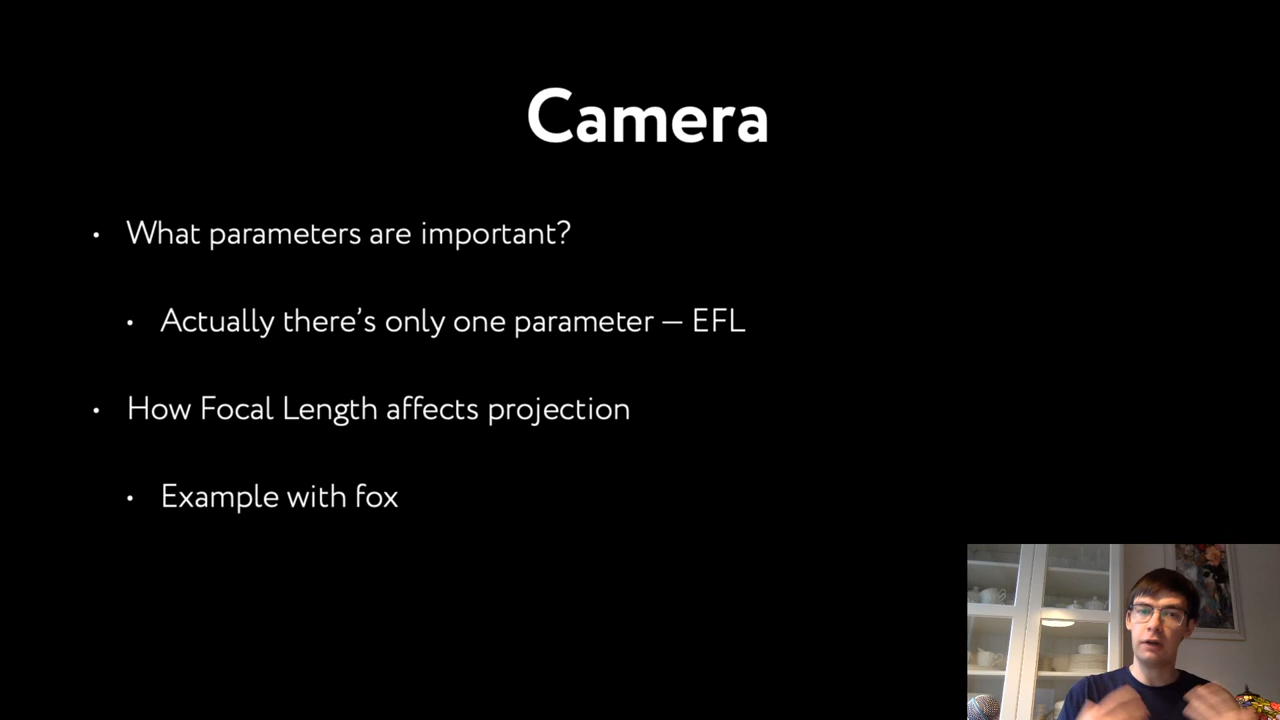 Camera
• What parameters are important?
• Actually there’s only one parameter — EFL
• How Focal Length affects projection
• Example with fox